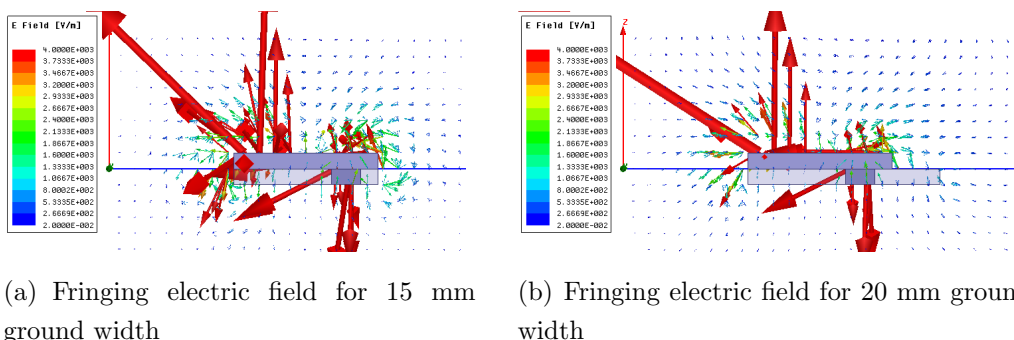 E Field [V/m]
4.0000E+003
3.7333E+003
3.4667E+003
3.2000E+003
2.9333E+003
2.6667E+003
2.4000E+003
2.1333E+003
1.8667E+003
1.6000E+003
1.3333E+003
1.0667E+003
8.0002E+002
5.3335E+002
2.6669E+002
2.0000E-002
E Field [V/m]
4.0000E+003
3.7333E+003
3.4667E+003
3.2000E+003
2.9333E+003
2.6667E+003
2.4000E+003
2.1333E+003
1.8667E+003
1.6000E+003
1.3333E+003
1.0667E+003
8.0002E+002
5.3335E+002
2.6669E+002
2.0000E-002
Z
(a) Fringing electric field for 15 mm
ground width
(b) Fringing electric field for 20 mm groun
width